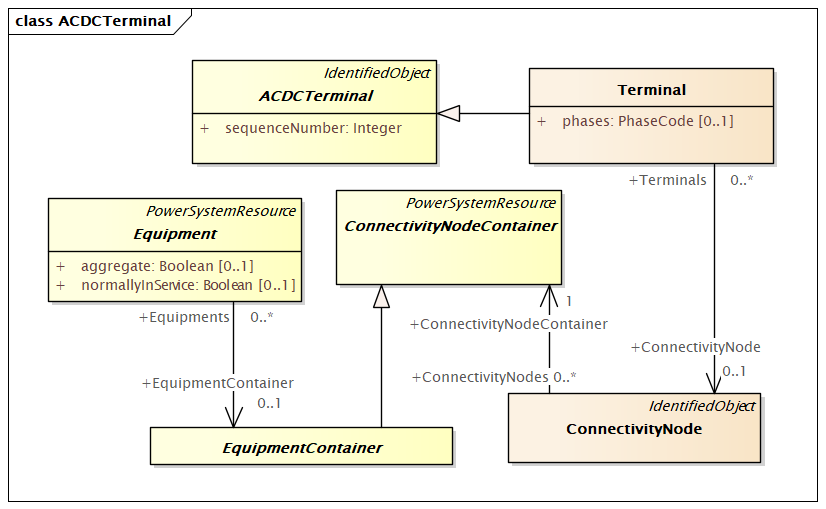 class ACDCTerminal
IdentifiedObject
ACDCTerminal
+ sequenceNumber: Integer
Terminal
+ phases: PhaseCode [0..1]
+Terminals 0..*
PowerSystemResource
Equipment
+ aggregate: Boolean [0..1]
+ normallyInService: Boolean [0..1]
PowerSystemResource
ConnectivityNodeContainer
+Equipments 0..*
1
+ConnectivityNodeContainer
+ConnectivityNode
0..1
+EquipmentContainer
0..1
+ConnectivityNodes 0..*
EquipmentContainer
IdentifiedObject
ConnectivityNode